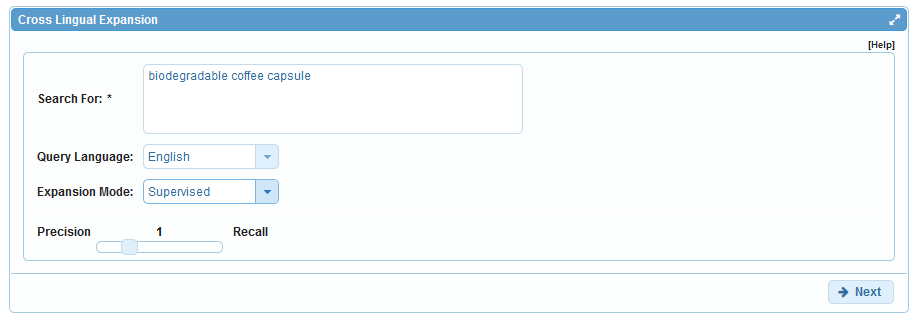 Cross Lingual Expansion
[Help]
Search For: * biodegradable coffee capsule
Query Language: English
Expansion Mode: Supervised
Precision 1 Recall
Next